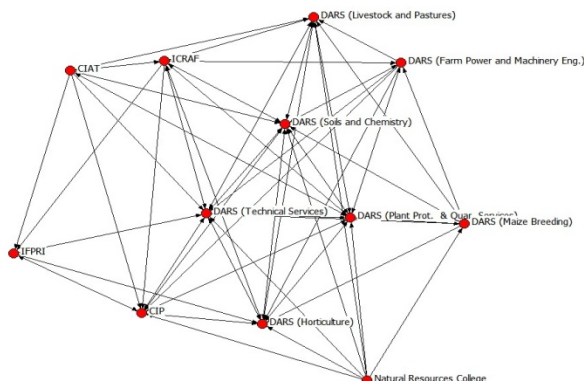 DARS (Livestock and Pastures)
ICRAF
DARS (Farm Power and Machinery Eng.)
CIAT
DARS (Soils and Chemistry)
DARS (Technical Services)
DARS (Plant Prot. & Quar. Services)
DARS (Maize Breeding)
IFPRI
CIP
DARS (Horticulture)
Natural Resources College